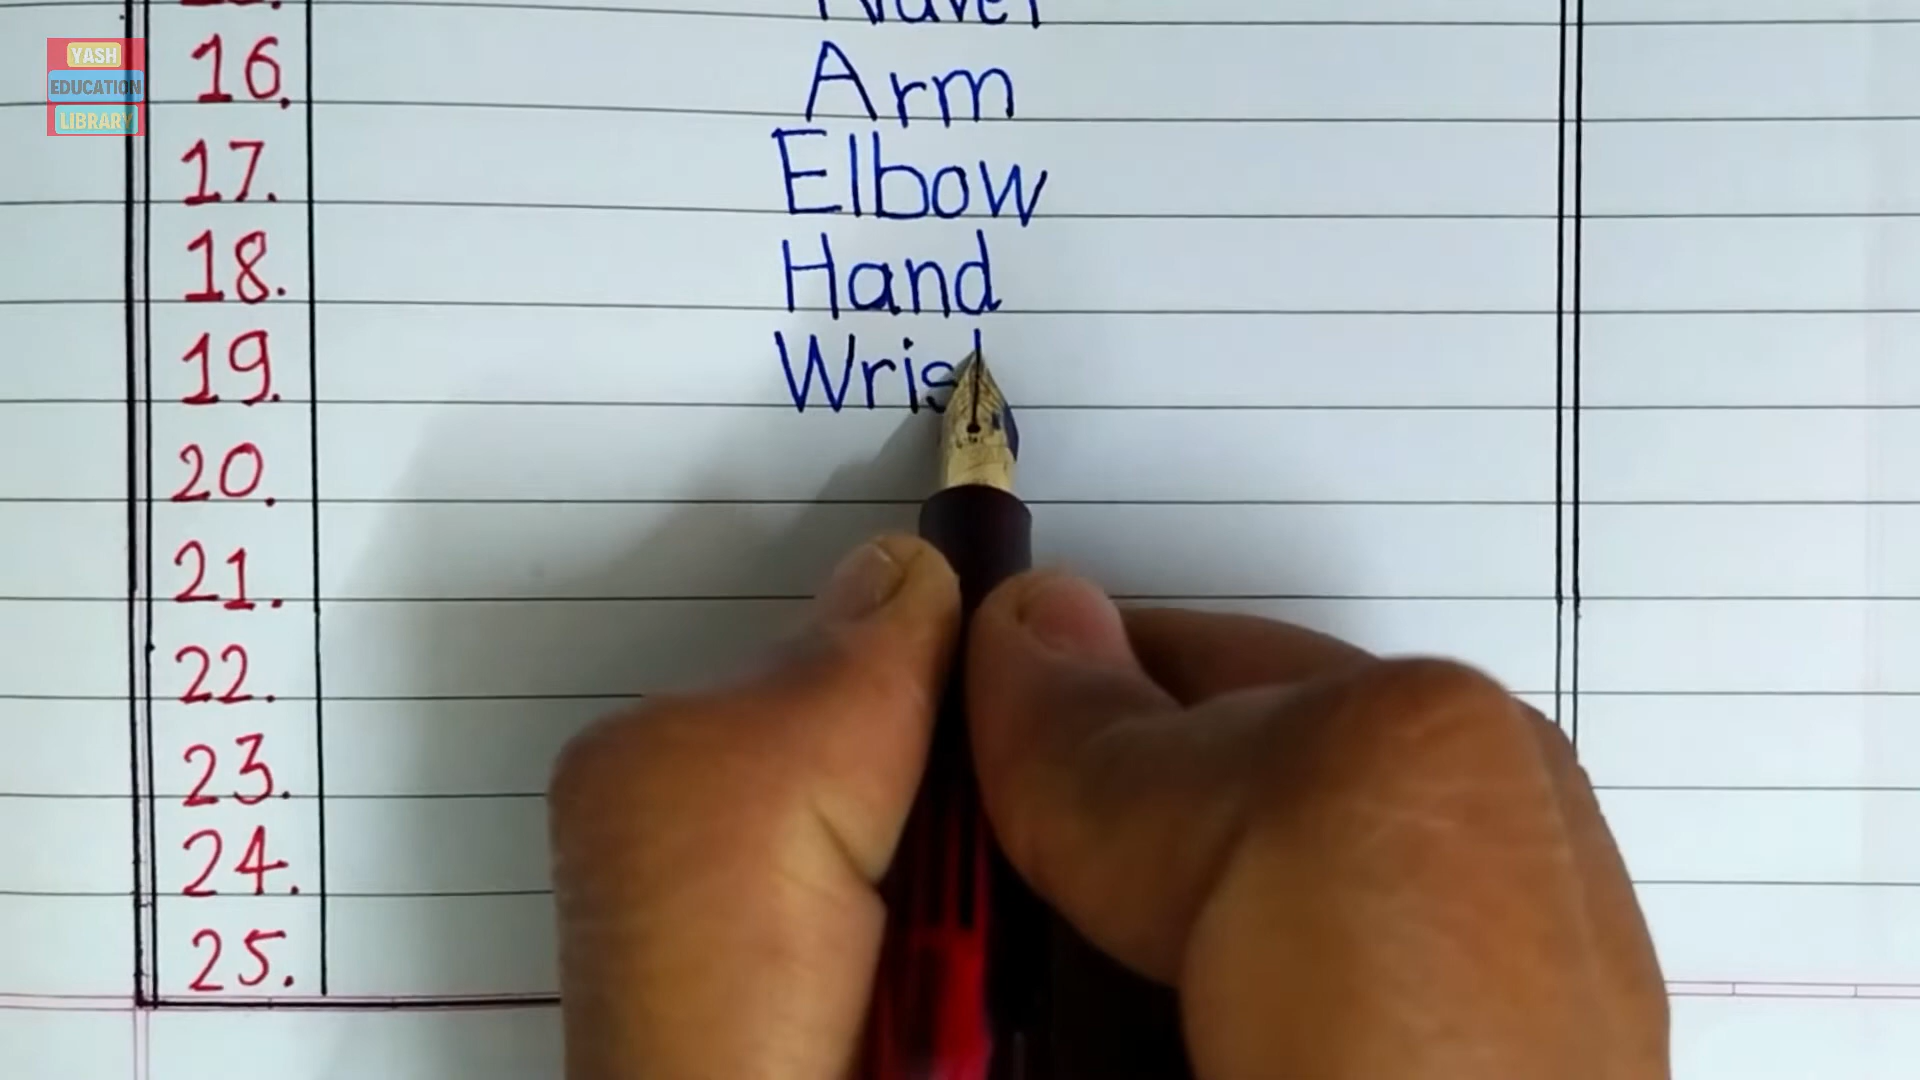 YASH
EDUCATION
LIBRARY
16. Arm
17. Elbow
18. Hand
19. Wris
20.
21.
22.
23.
24.
25.